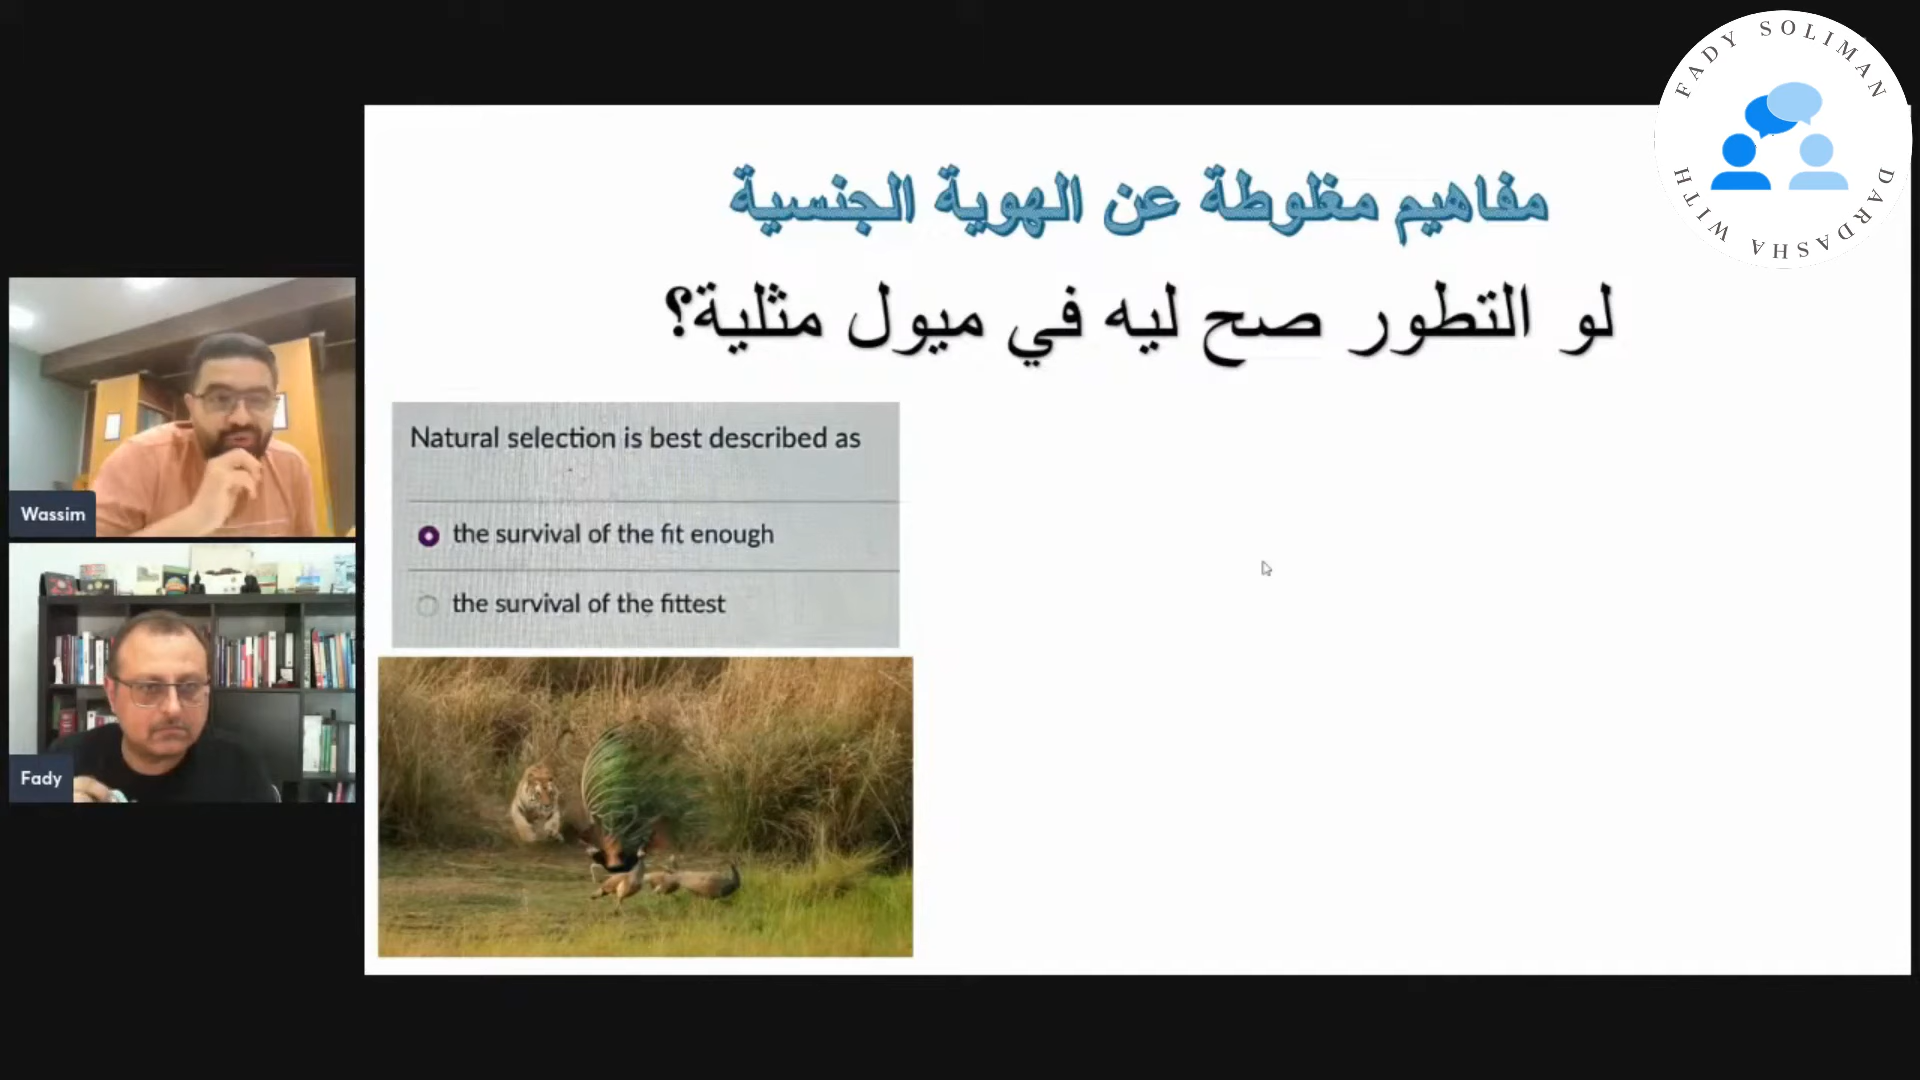 FADY SOLIMAN
DARDASHA WITH
مفاهيم مغلوطة عن الهوية الجنسية
لو التطور صح ليه في ميول مثلية؟
Natural selection is best described as
the survival of the fit enough
the survival of the fittest
Wassim
Fady